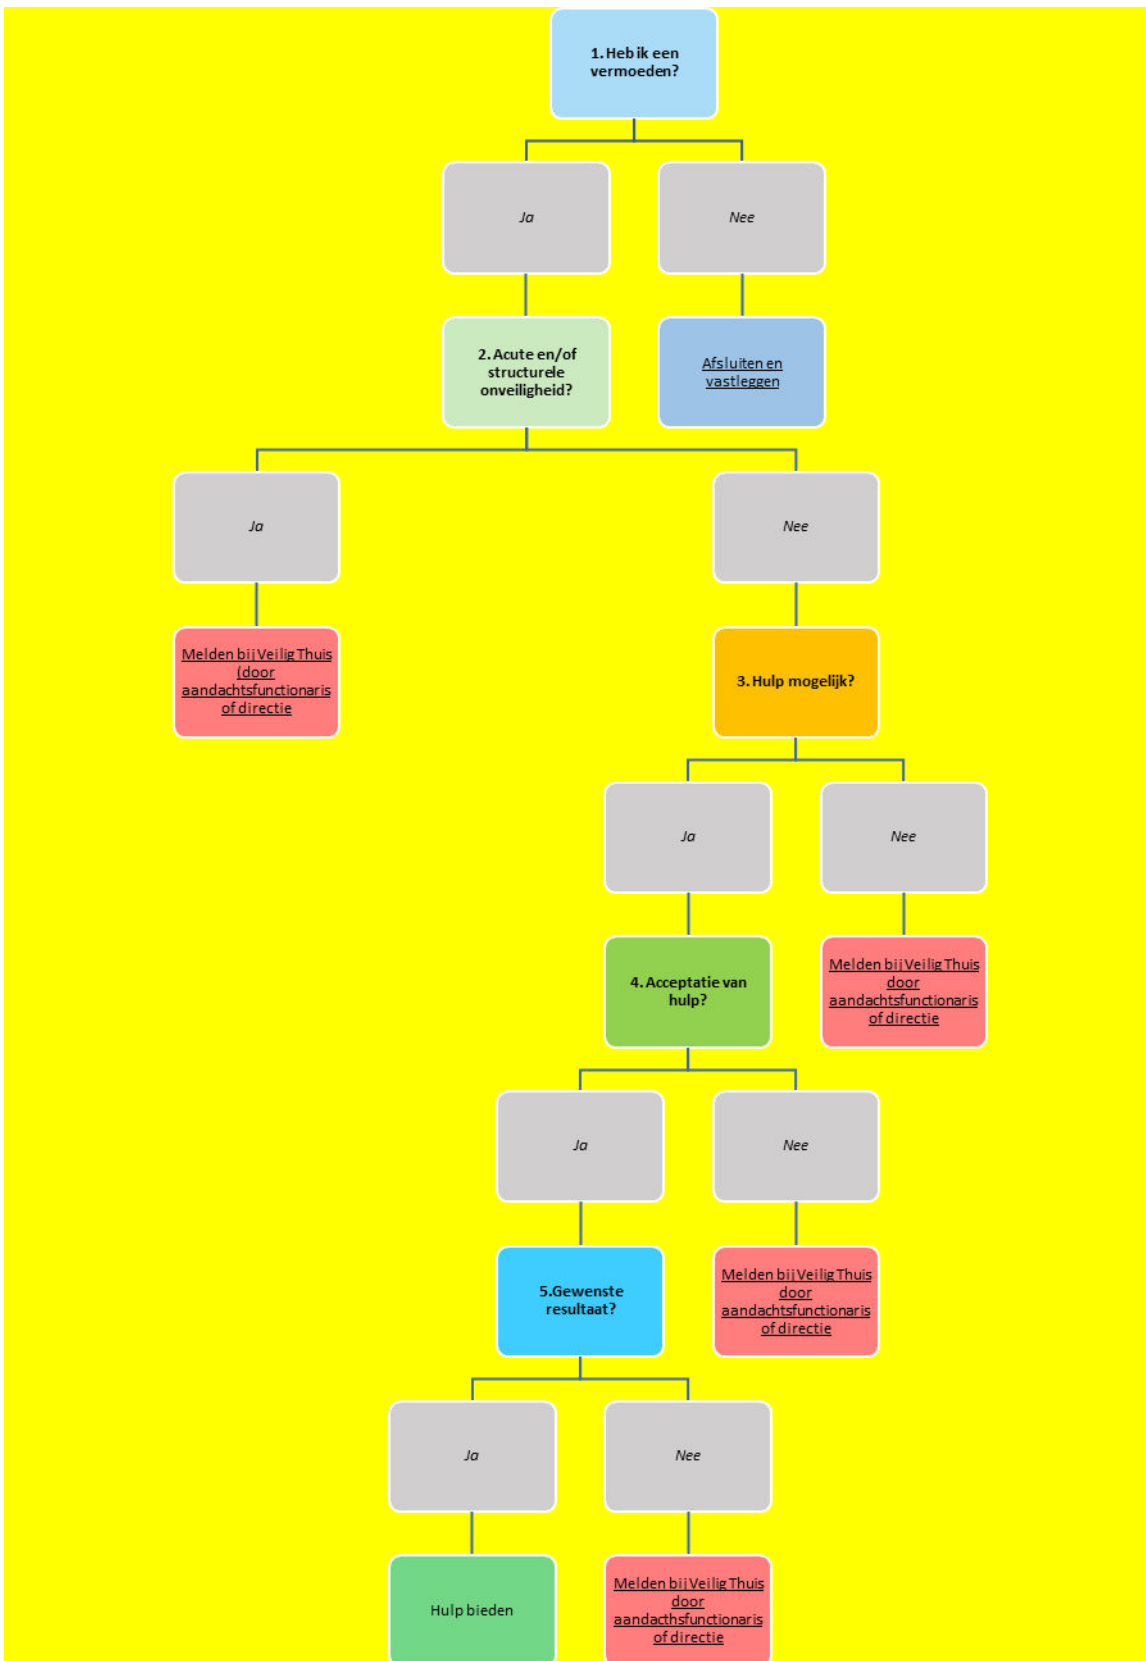 1. Heb ik een
vermoeden?
Ja
Nee
2. Acute en/of
structurele
onveiligheid?
Afsluiten en
vastleggen
Ja
Nee
Melden bij Veilig Thuis
(door
aandachtsfunctionaris
of directie
3. Hulp mogelijk?
Ja
Nee
4. Acceptatie van
hulp?
Melden bij Veilig Thuis
door
aandachtsfunctionaris
of directie
Ja
Nee
5.Gewenste
resultaat?
Melden bij Veilig Thuis
door
aandachtsfunctionaris
of directie
Ja
Nee
Hulp bieden
Melden bij Veilig Thuis
door
aandacthsfunctionaris
of directie